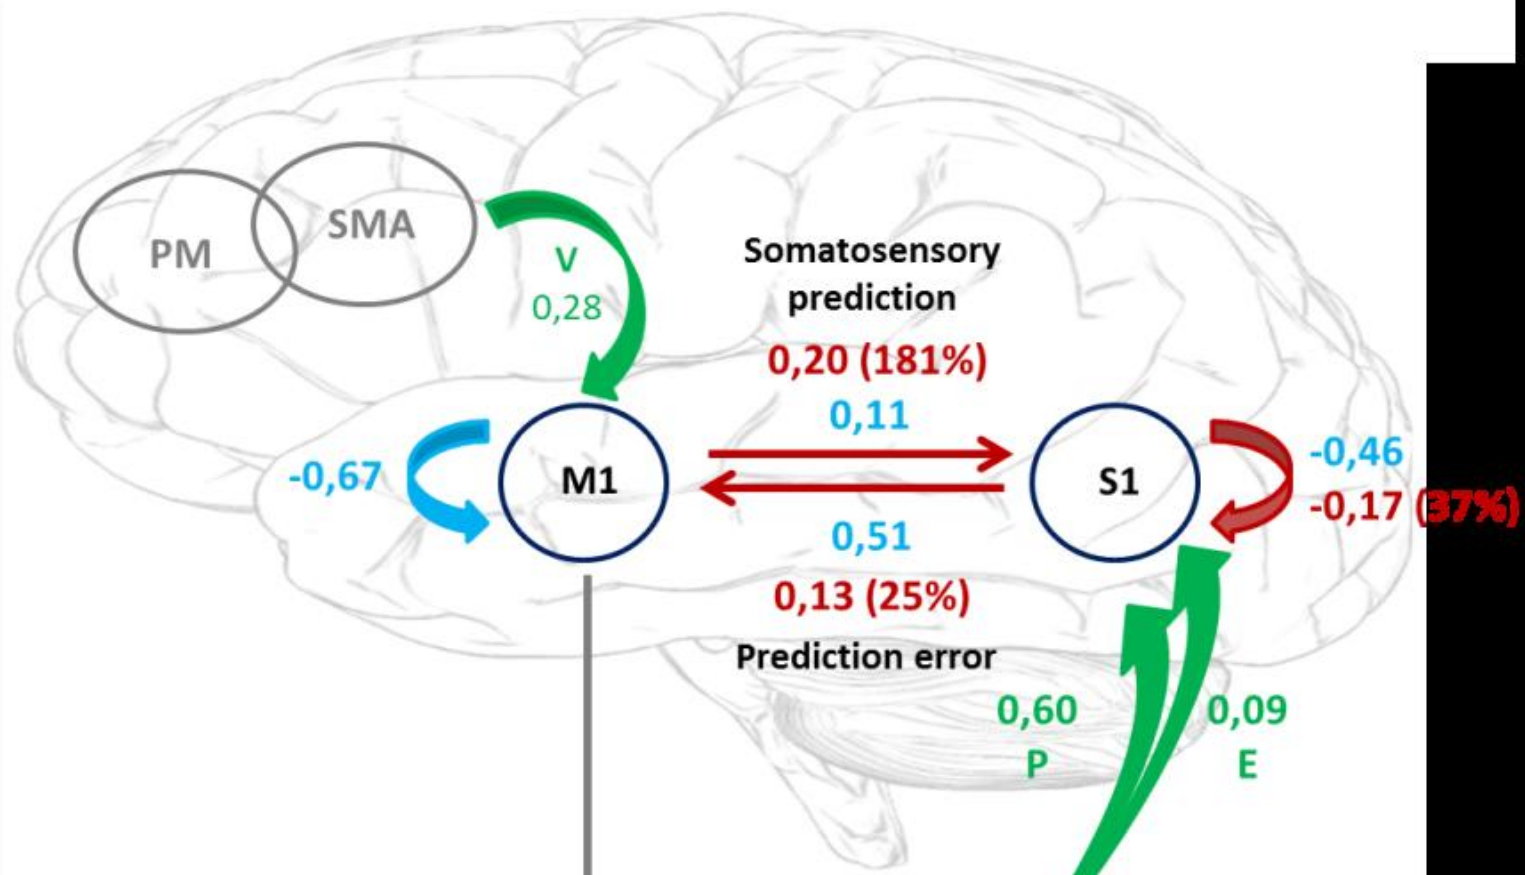 PM
SMA
V
0,28
Somatosensory
prediction
0,20 (181%)
0,11
-0,67
M1
S1
-0,46
-0,17 (37%)
0,51
0,13 (25%)
Prediction error
0,60
P
0,09
E